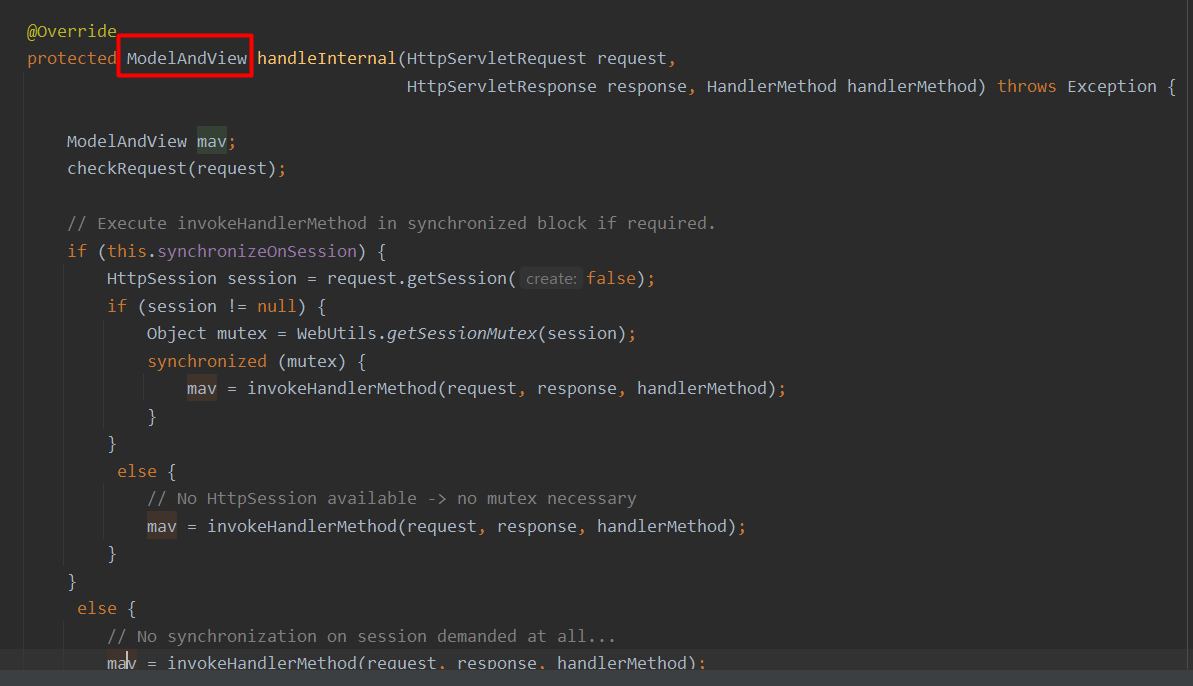 @Override
protected ModelAndView handleInternal(HttpServletRequest request,
HttpServletResponse response, HandlerMethod handlerMethod) throws Exception {
ModelAndView mav;
checkRequest(request);
// Execute invokeHandlerMethod in synchronized block if required.
if (this.synchronizeOnSession) {
HttpSession session = request.getSession( create: false);
if (session != null) {
Object mutex = WebUtils.getSessionMutex(session);
synchronized (mutex) {
mav = invokeHandlerMethod(request, response, handlerMethod);
}
}
else {
// No HttpSession available -> no mutex necessary
mav = invokeHandlerMethod(request, response, handlerMethod);
}
}
else {
// No synchronization on session demanded at all...
mav = invokeHandlerMethod(request, response, handlerMethod);